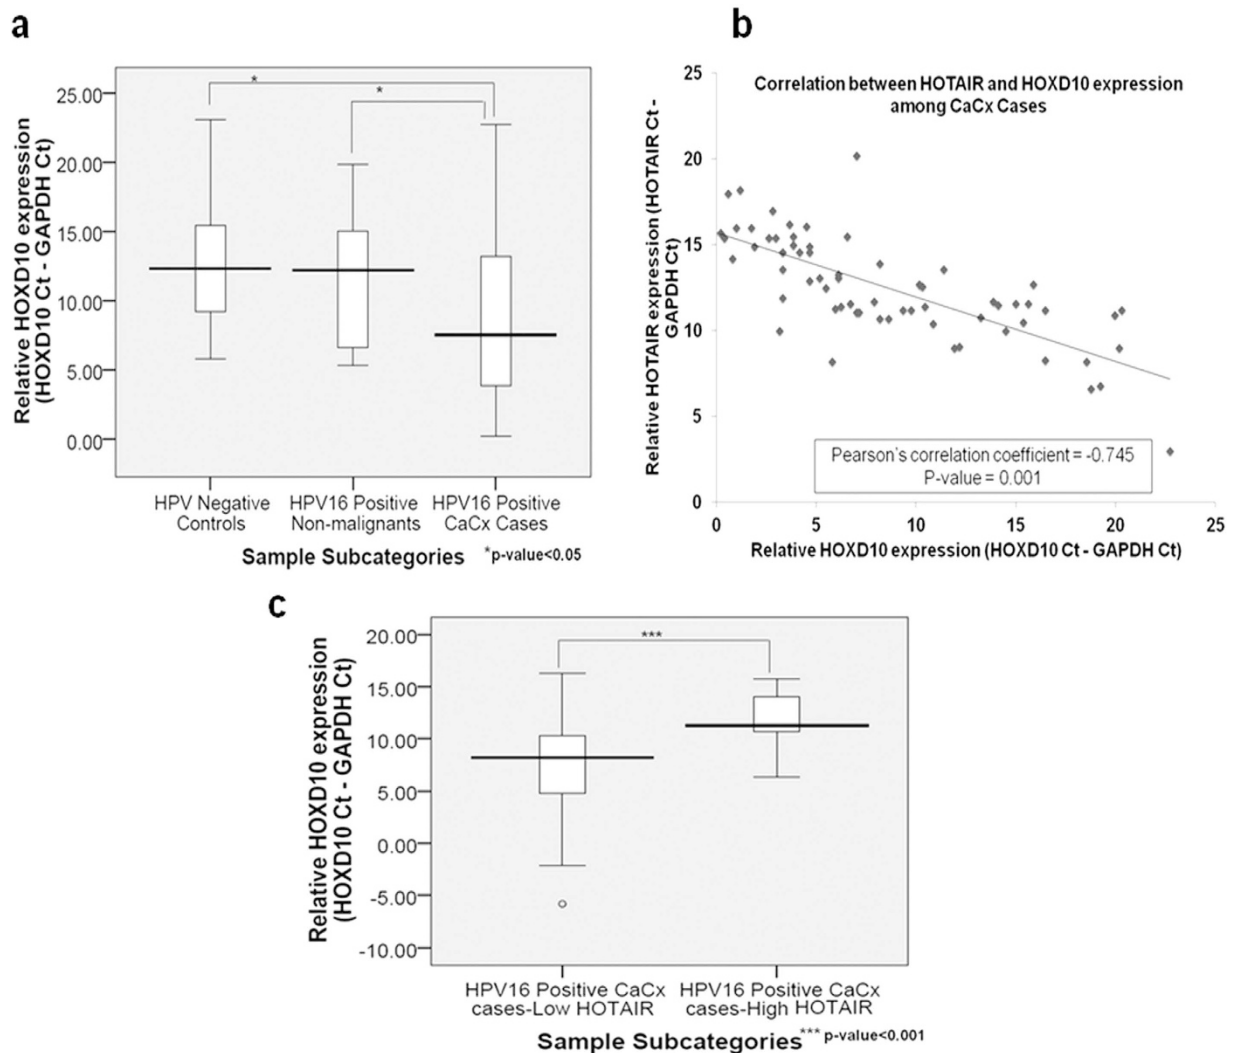 a
Relative HOXD10 expression
(HOXD10 Ct - GAPDH Ct)
25.00
20.00
15.00
10.00
5.00
0.00
*
*
HPV Negative
Controls
HPV16 Positive
Non-malignants
HPV16 Positive
CaCx Cases
Sample Subcategories
*p-value<0.05
b
Correlation between HOTAIR and HOXD10 expression
among CaCx Cases
Relative HOTAIR expression (HOTAIR Ct -
GAPDH Ct)
25
20
15
10
5
0
Pearson's correlation coefficient = -0.745
P-value = 0.001
0 5 10 15 20 25
Relative HOXD10 expression (HOXD10 Ct - GAPDH Ct)
c
Relative HOXD10 expression
(HOXD10 Ct - GAPDH Ct)
20.00
15.00
10.00
5.00
0.00
-5.00
-10.00
***
HPV16 Positive CaCx
cases-Low HOTAIR
HPV16 Positive CaCx
cases-High HOTAIR
Sample Subcategories
*** p-value<0.001